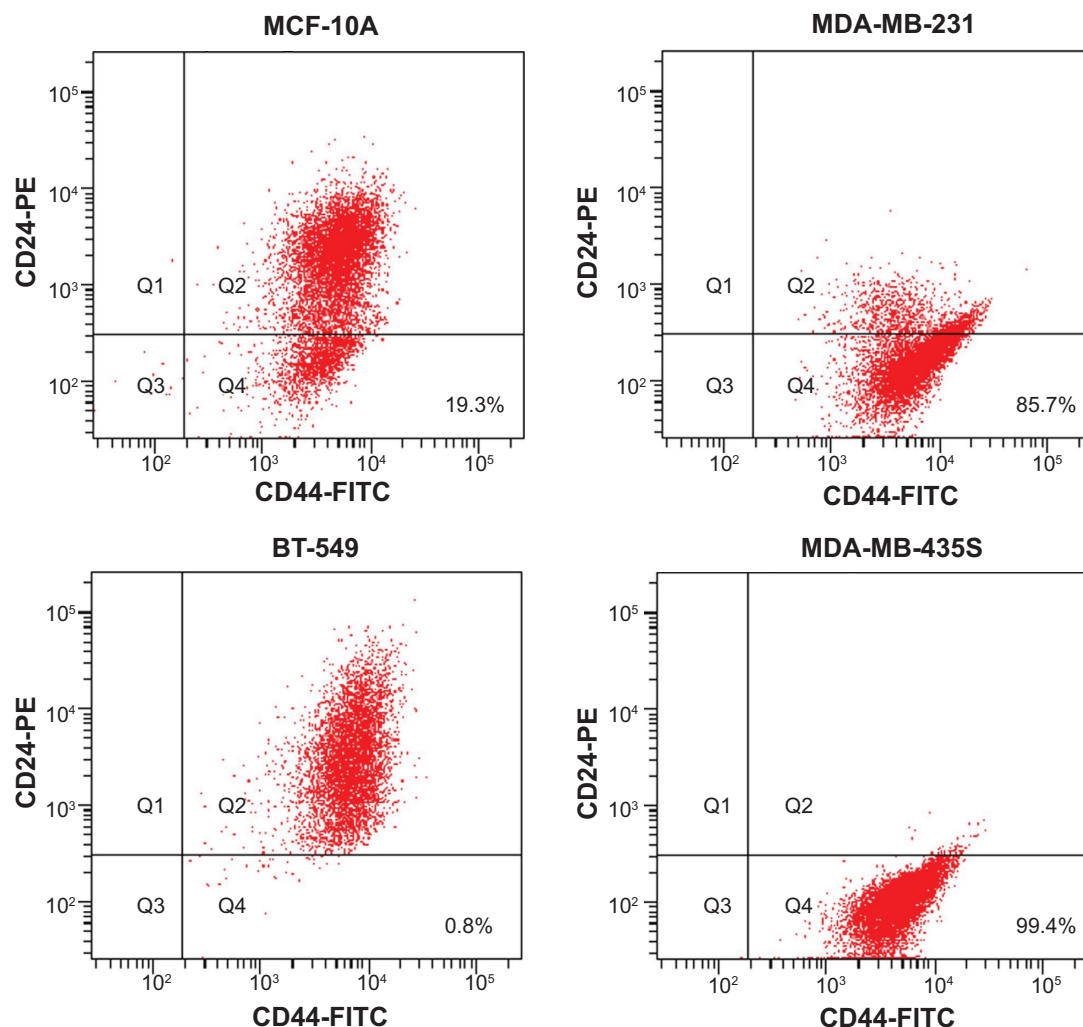 MCF-10A
CD24-PE
10⁵
10⁴
10³
10²
Q1 Q2
Q3 Q4
19.3%
10² 10³ 10⁴ 10⁵
CD44-FITC
MDA-MB-231
CD24-PE
10⁵
10⁴
10³
10²
Q1 Q2
Q3 Q4
85.7%
10² 10³ 10⁴ 10⁵
CD44-FITC
BT-549
CD24-PE
10⁵
10⁴
10³
10²
Q1 Q2
Q3 Q4
0.8%
10² 10³ 10⁴ 10⁵
CD44-FITC
MDA-MB-435S
CD24-PE
10⁵
10⁴
10³
10²
Q1 Q2
Q3 Q4
99.4%
10² 10³ 10⁴ 10⁵
CD44-FITC